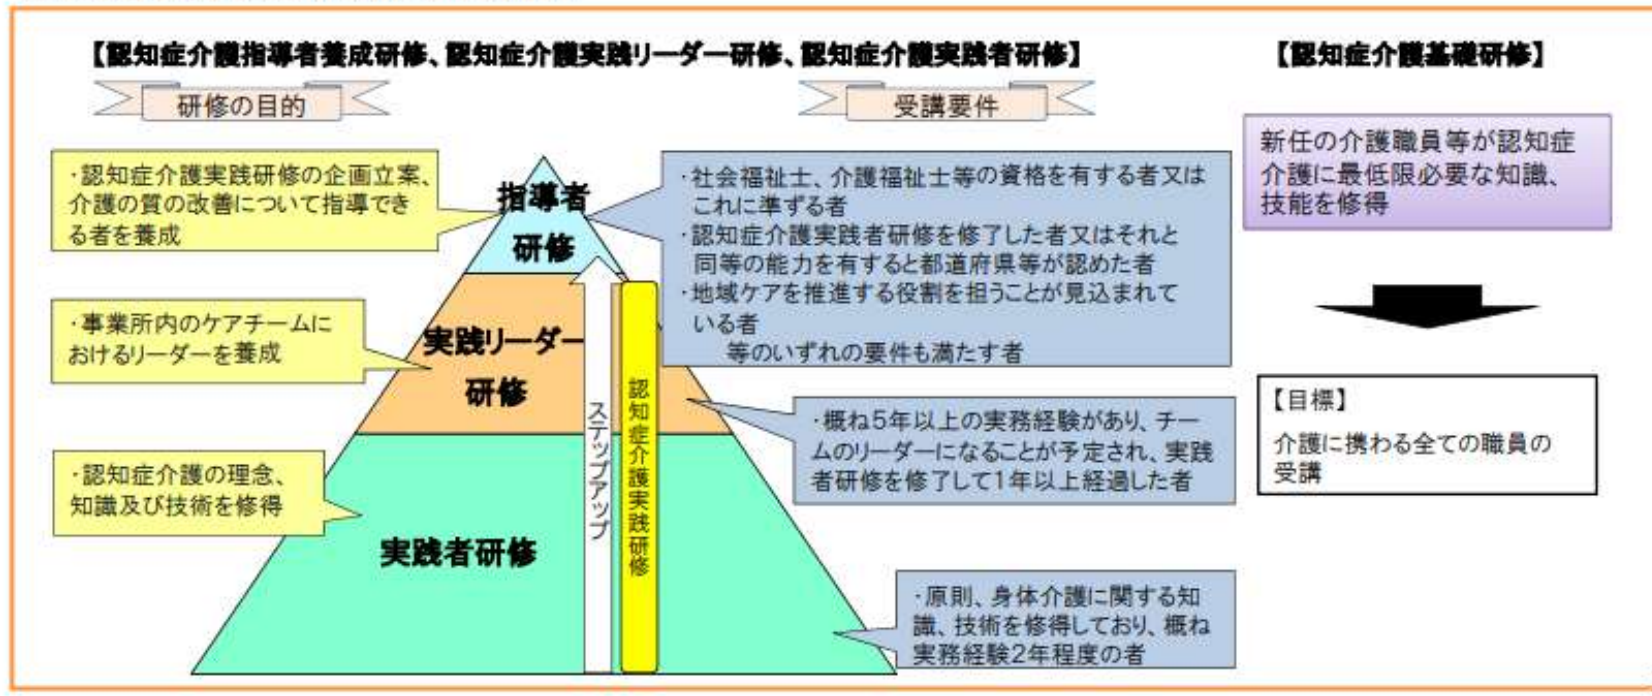 【認知症介護指導者養成研修、認知症介護実践リーダー研修、認知症介護実践者研修】
研修の目的
受講要件
・認知症介護実践研修の企画立案、
介護の質の改善について指導でき
る者を養成
・事業所内のケアチームに
おけるリーダーを養成
・認知症介護の理念、
知識及び技術を修得
指導者
研修
実践リーダー
研修
実践者研修
ステップアップ
認知症介護実践研修
・社会福祉士、介護福祉士等の資格を有する者又は
これに準ずる者
・認知症介護実践者研修を修了した者又はそれと
同等の能力を有すると都道府県等が認めた者
・地域ケアを推進する役割を担うことが見込まれて
いる者
等のいずれの要件も満たす者
・概ね5年以上の実務経験があり、チー
ムのリーダーになることが予定され、実践
者研修を修了して1年以上経過した者
・原則、身体介護に関する知
識、技術を修得しており、概ね
実務経験2年程度の者
【認知症介護基礎研修】
新任の介護職員等が認知症
介護に最低限必要な知識、
技能を修得
【目標】
介護に携わる全ての職員の
受講